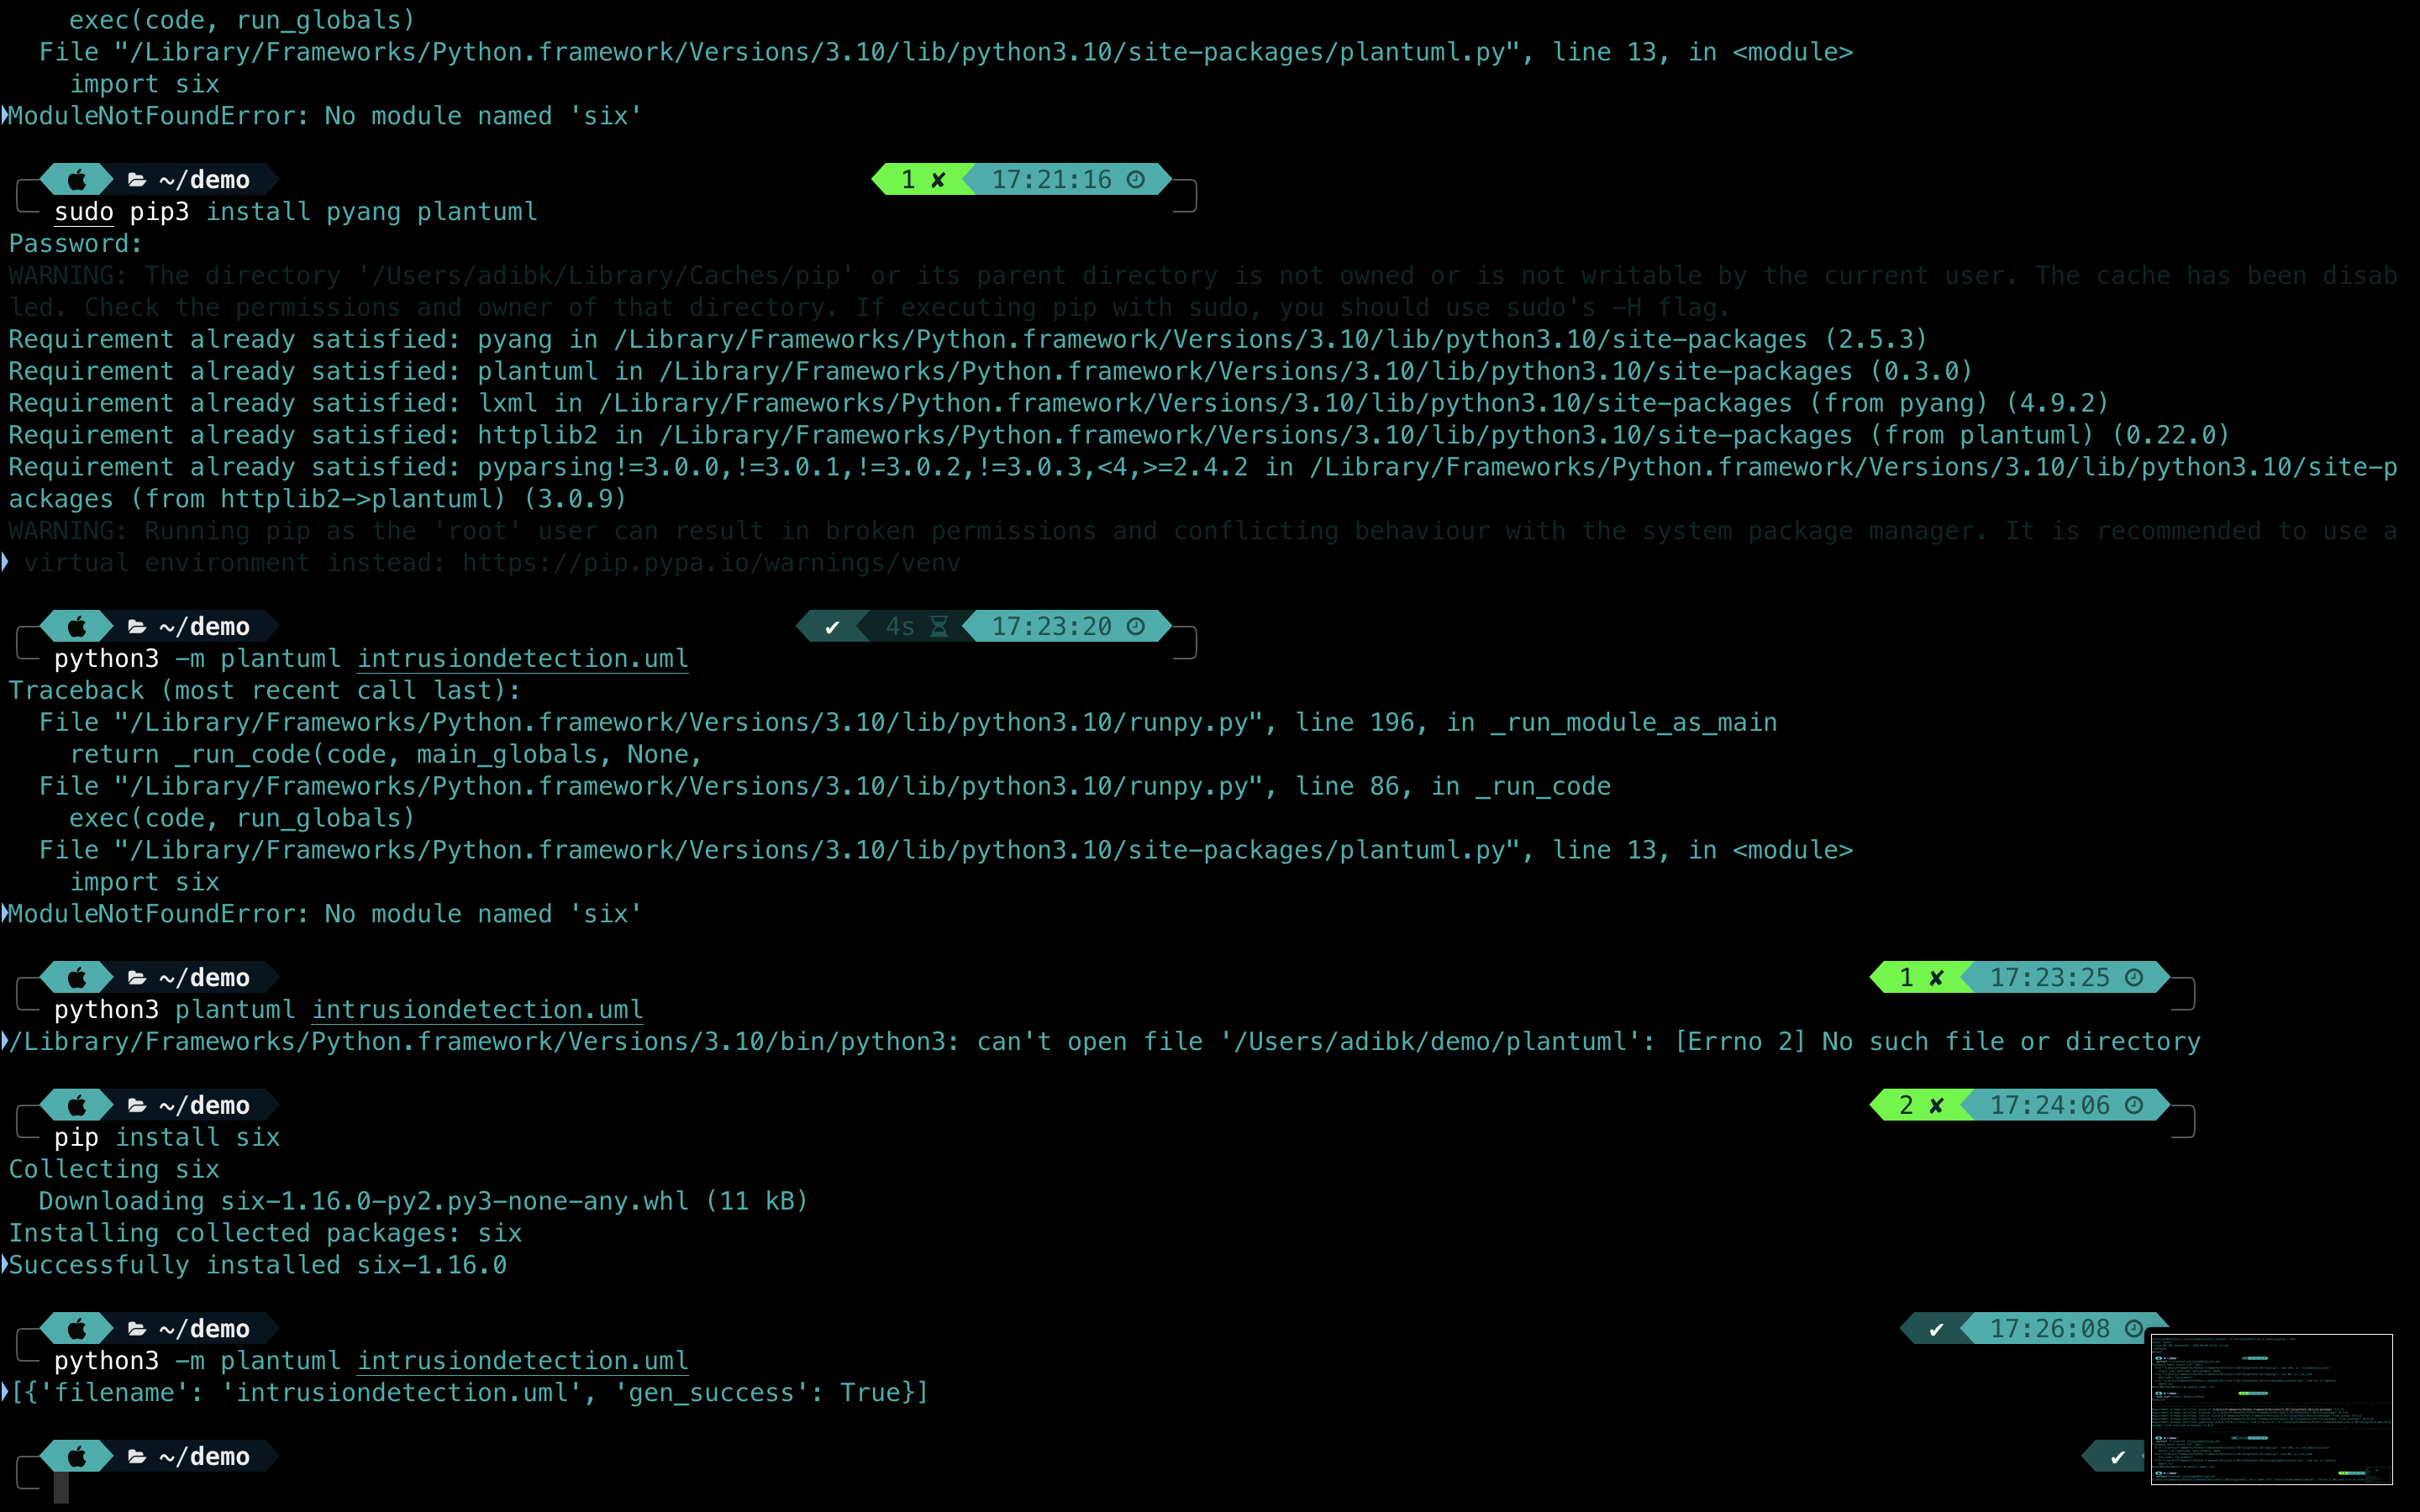 exec(code, run_globals)
  File "/Library/Frameworks/Python.framework/Versions/3.10/lib/python3.10/site-packages/plantuml.py", line 13, in <module>
    import six
ModuleNotFoundError: No module named 'six'
~/demo 1 ✘ 17:21:16
sudo pip3 install pyang plantuml
Password:
WARNING: The directory '/Users/adibk/Library/Caches/pip' or its parent directory is not owned or is not writable by the current user. The cache has been disab
led. Check the permissions and owner of that directory. If executing pip with sudo, you should use sudo's -H flag.
Requirement already satisfied: pyang in /Library/Frameworks/Python.framework/Versions/3.10/lib/python3.10/site-packages (2.5.3)
Requirement already satisfied: plantuml in /Library/Frameworks/Python.framework/Versions/3.10/lib/python3.10/site-packages (0.3.0)
Requirement already satisfied: lxml in /Library/Frameworks/Python.framework/Versions/3.10/lib/python3.10/site-packages (from pyang) (4.9.2)
Requirement already satisfied: httplib2 in /Library/Frameworks/Python.framework/Versions/3.10/lib/python3.10/site-packages (from plantuml) (0.22.0)
Requirement already satisfied: pyparsing!=3.0.0,!=3.0.1,!=3.0.2,!=3.0.3,<4,>=2.4.2 in /Library/Frameworks/Python.framework/Versions/3.10/lib/python3.10/site-p
ackages (from httplib2->plantuml) (3.0.9)
WARNING: Running pip as the 'root' user can result in broken permissions and conflicting behaviour with the system package manager. It is recommended to use a
 virtual environment instead: https://pip.pypa.io/warnings/venv
~/demo ✔ 4s 17:23:20
python3 -m plantuml intrusiondetection.uml
Traceback (most recent call last):
  File "/Library/Frameworks/Python.framework/Versions/3.10/lib/python3.10/runpy.py", line 196, in _run_module_as_main
    return _run_code(code, main_globals, None,
  File "/Library/Frameworks/Python.framework/Versions/3.10/lib/python3.10/runpy.py", line 86, in _run_code
    exec(code, run_globals)
  File "/Library/Frameworks/Python.framework/Versions/3.10/lib/python3.10/site-packages/plantuml.py", line 13, in <module>
    import six
ModuleNotFoundError: No module named 'six'
~/demo 1 ✘ 17:23:25
python3 plantuml intrusiondetection.uml
/Library/Frameworks/Python.framework/Versions/3.10/bin/python3: can't open file '/Users/adibk/demo/plantuml': [Errno 2] No such file or directory
~/demo 2 ✘ 17:24:06
pip install six
Collecting six
  Downloading six-1.16.0-py2.py3-none-any.whl (11 kB)
Installing collected packages: six
Successfully installed six-1.16.0
~/demo ✔ 17:26:08
python3 -m plantuml intrusiondetection.uml
[{'filename': 'intrusiondetection.uml', 'gen_success': True}]
~/demo ✔